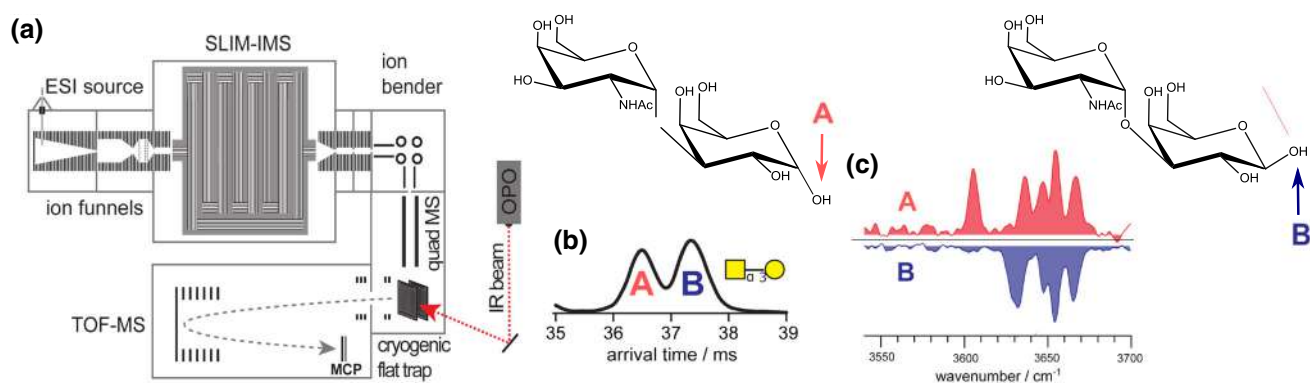 (a)
SLIM-IMS
ion
bender
ESI source
ion funnels
quad MS
OPO
IR beam
TOF-MS
MCP
cryogenic
flat trap
OH
OH
O
HO
NHAc
O
OH
OH
O
OH
OH
A
(b)
A
B
α 3
35
36
37
38
39
arrival time / ms
OH
OH
O
HO
NHAc
O
OH
OH
O
OH
OH
B
(c)
A
B
3550
3600
3650
3700
wavenumber / cm⁻¹